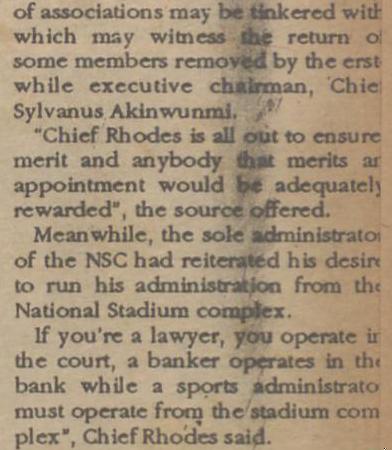 of associations may be tinkered with
which may witness the return of
some members removed by the erst-
while executive chairman, Chief
Sylvanus Akinwunmi.
"Chief Rhodes is all out to ensure
merit and anybody that merits an
appointment would be adequately
rewarded", the source offered.
Meanwhile, the sole administrator
of the NSC had reiterated his desire
to run his administration from the
National Stadium complex.
If you're a lawyer, you operate in
the court, a banker operates in the
bank while a sports administrator
must operate from the stadium com
plex", Chief Rhodes said.